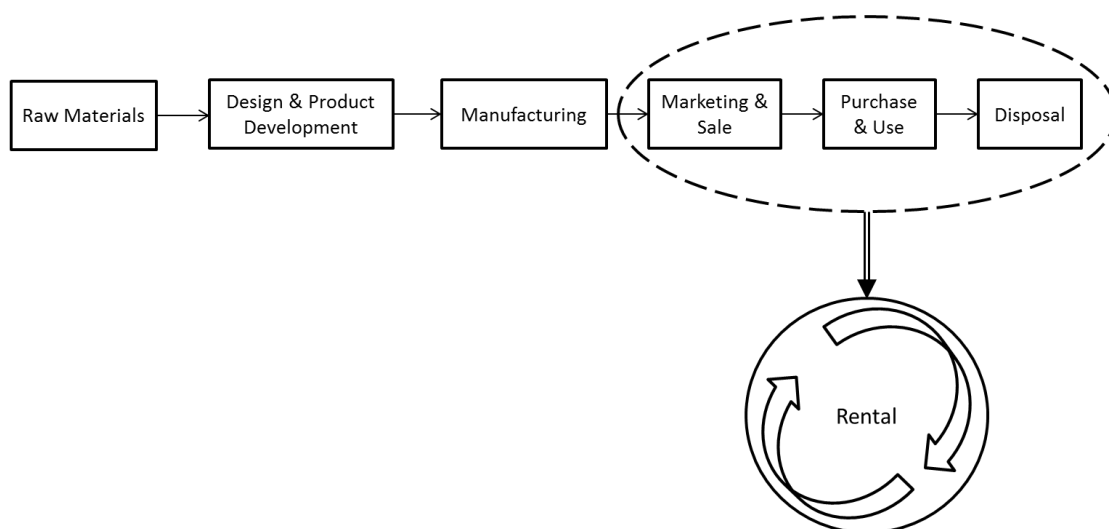 Raw Materials
Design & Product
Development
Manufacturing
Marketing &
Sale
Purchase
& Use
Disposal
Rental